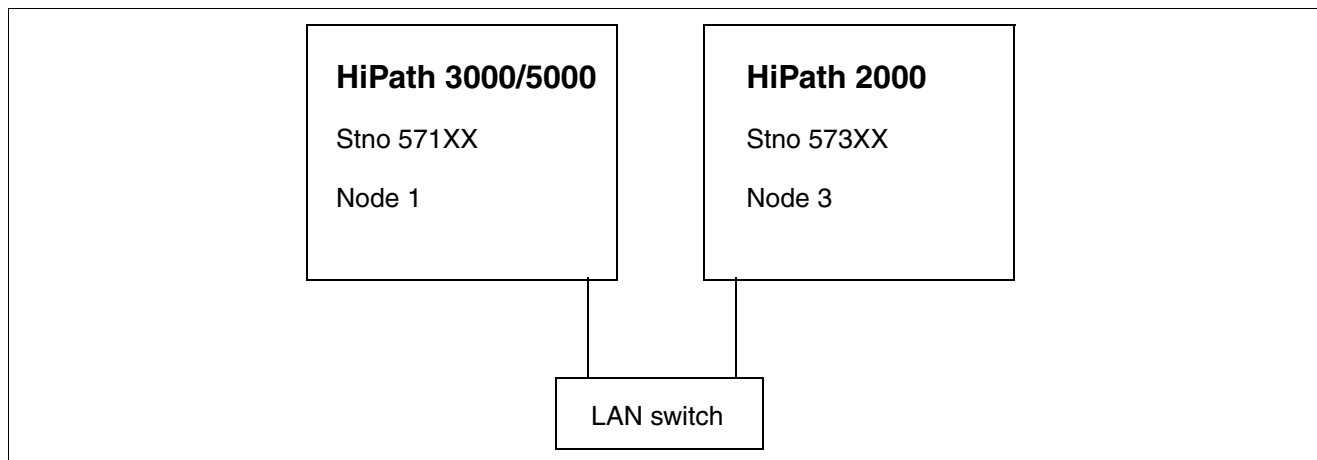 HiPath 3000/5000
Stno 571XX
Node 1
HiPath 2000
Stno 573XX
Node 3
LAN switch